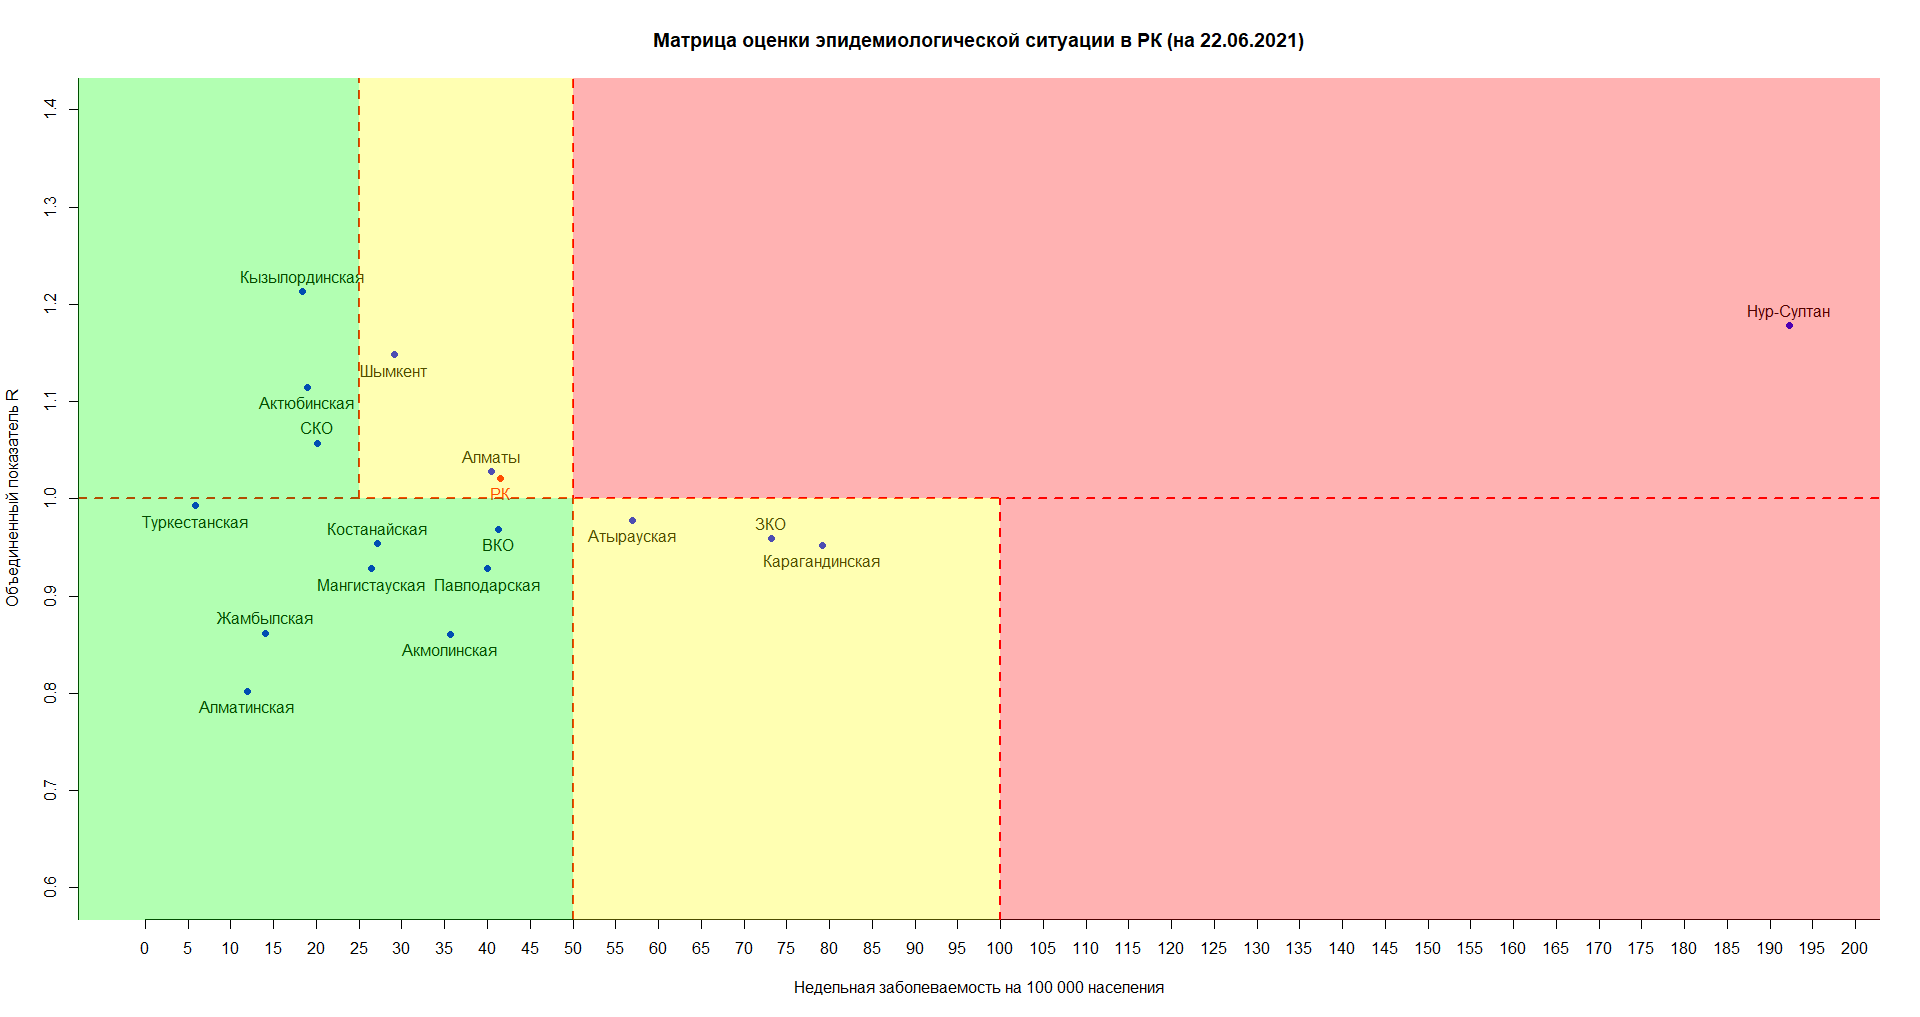 Матрица оценки эпидемиологической ситуации в РК (на 22.06.2021)
Объединенный показатель R
1.4
1.3
1.2
1.1
1.0
0.9
0.8
0.7
0.6
Кызылординская
Нур-Султан
Шымкент
Актюбинская
СКО
Алматы
РК
Туркестанская
Костанайская
ВКО
Атырауская
ЗКО
Карагандинская
Мангистауская
Павлодарская
Жамбылская
Акмолинская
Алматинская
0 5 10 15 20 25 30 35 40 45 50 55 60 65 70 75 80 85 90 95 100 105 110 115 120 125 130 135 140 145 150 155 160 165 170 175 180 185 190 195 200
Недельная заболеваемость на 100 000 населения